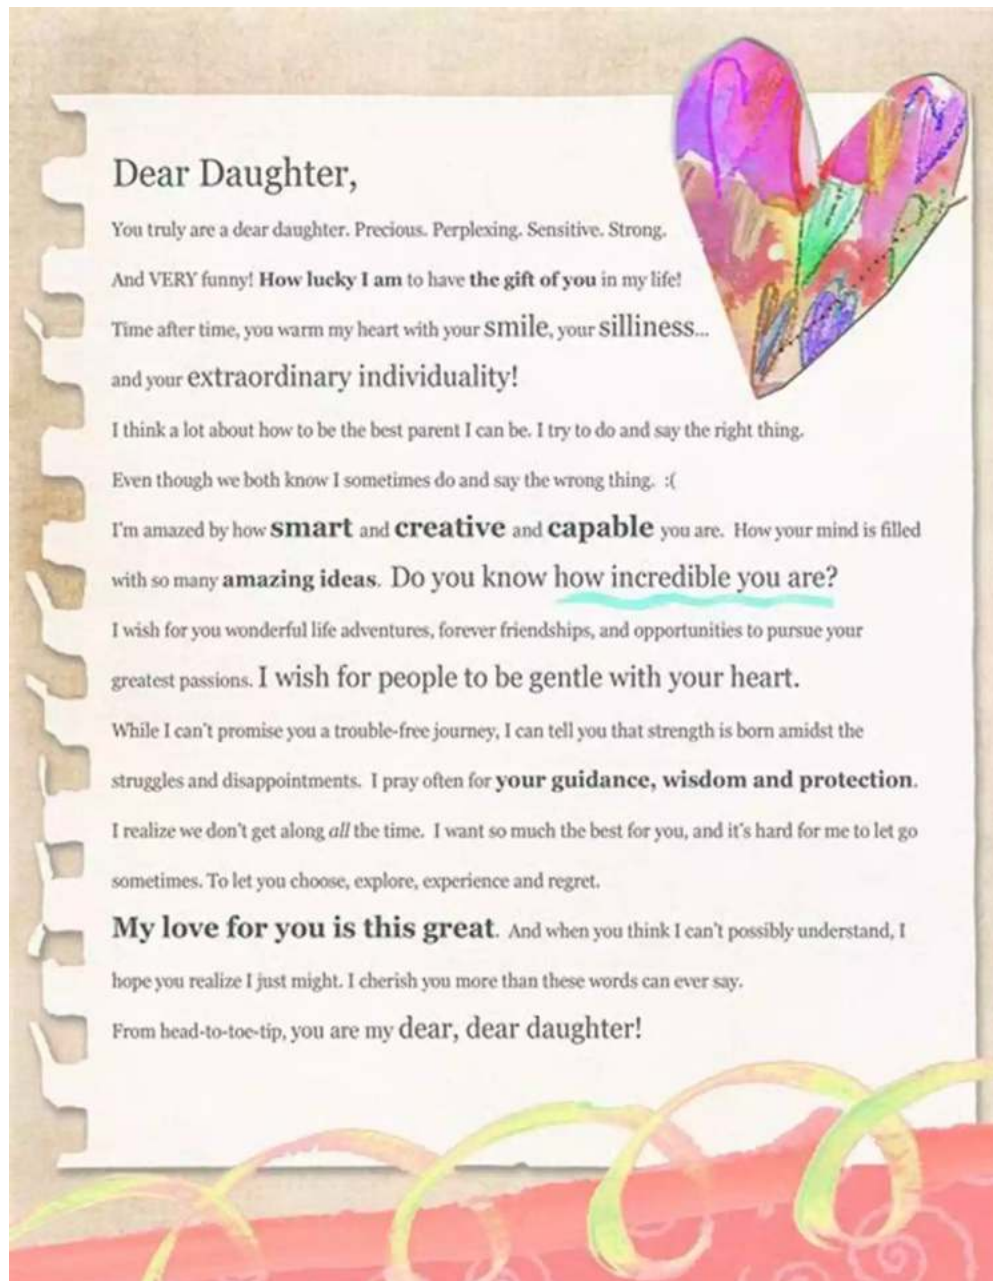 Dear Daughter,
You truly are a dear daughter. Precious. Perplexing. Sensitive. Strong.
And VERY funny! How lucky I am to have the gift of you in my life!
Time after time, you warm my heart with your smile, your silliness...
and your extraordinary individuality!
I think a lot about how to be the best parent I can be. I try to do and say the right thing.
Even though we both know I sometimes do and say the wrong thing. :(
I'm amazed by how smart and creative and capable you are. How your mind is filled
with so many amazing ideas. Do you know how incredible you are?
I wish for you wonderful life adventures, forever friendships, and opportunities to pursue your
greatest passions. I wish for people to be gentle with your heart.
While I can't promise you a trouble-free journey, I can tell you that strength is born amidst the
struggles and disappointments. I pray often for your guidance, wisdom and protection.
I realize we don't get along all the time. I want so much the best for you, and it's hard for me to let go
sometimes. To let you choose, explore, experience and regret.
My love for you is this great. And when you think I can't possibly understand, I
hope you realize I just might. I cherish you more than these words can ever say.
From head-to-toe-tip, you are my dear, dear daughter!